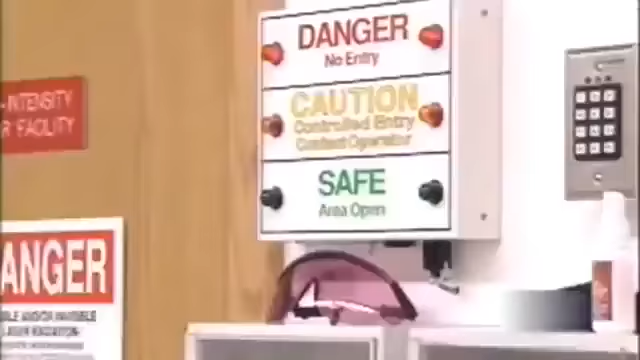 DANGER
No Entry
CAUTION
Controlled Entry
Contact Operator
SAFE
Area Open
INTENSITY
R FACILITY
ANGER